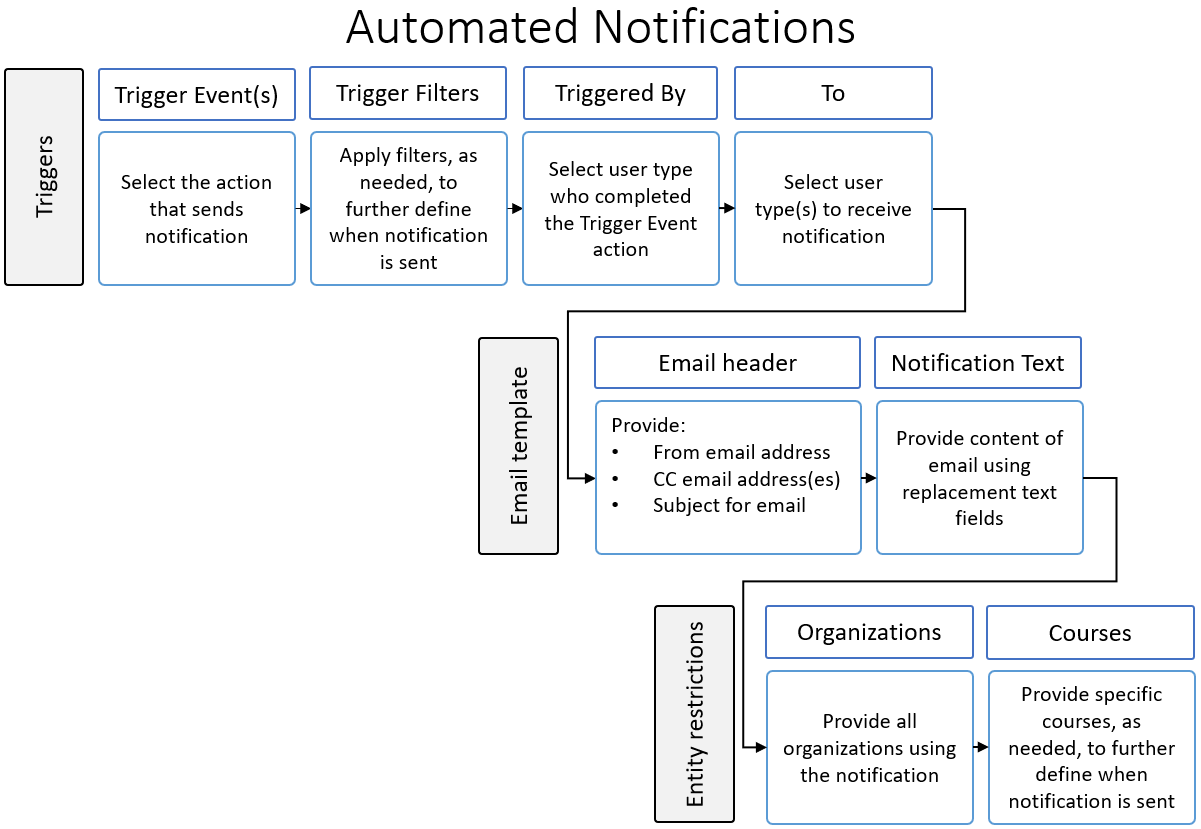 Automated Notifications
Triggers
Trigger Event(s)
Trigger Filters
Triggered By
To
Select the action
that sends
notification
Apply filters, as
needed, to
further define
when notification
is sent
Select user type
who completed
the Trigger Event
action
Select user
type(s) to receive
notification
Email template
Email header
Notification Text
Provide:
• From email address
• CC email address(es)
• Subject for email
Provide content of
email using
replacement text
fields
Entity restrictions
Organizations
Courses
Provide all
organizations using
the notification
Provide specific
courses, as
needed, to further
define when
notification is sent